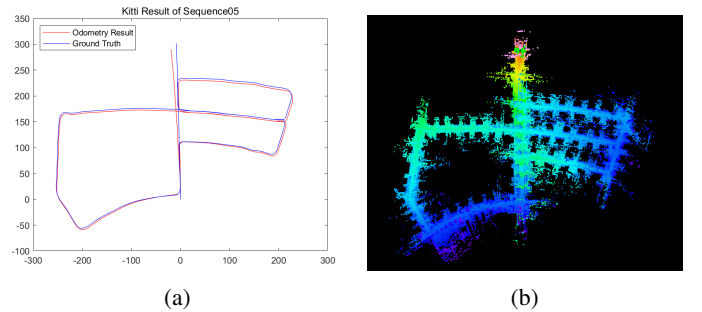 Kitti Result of Sequence05
350
300
250
200
150
100
50
0
-50
-100
Odometry Result
Ground Truth
-300 -200 -100 0 100 200 300
(a) (b)